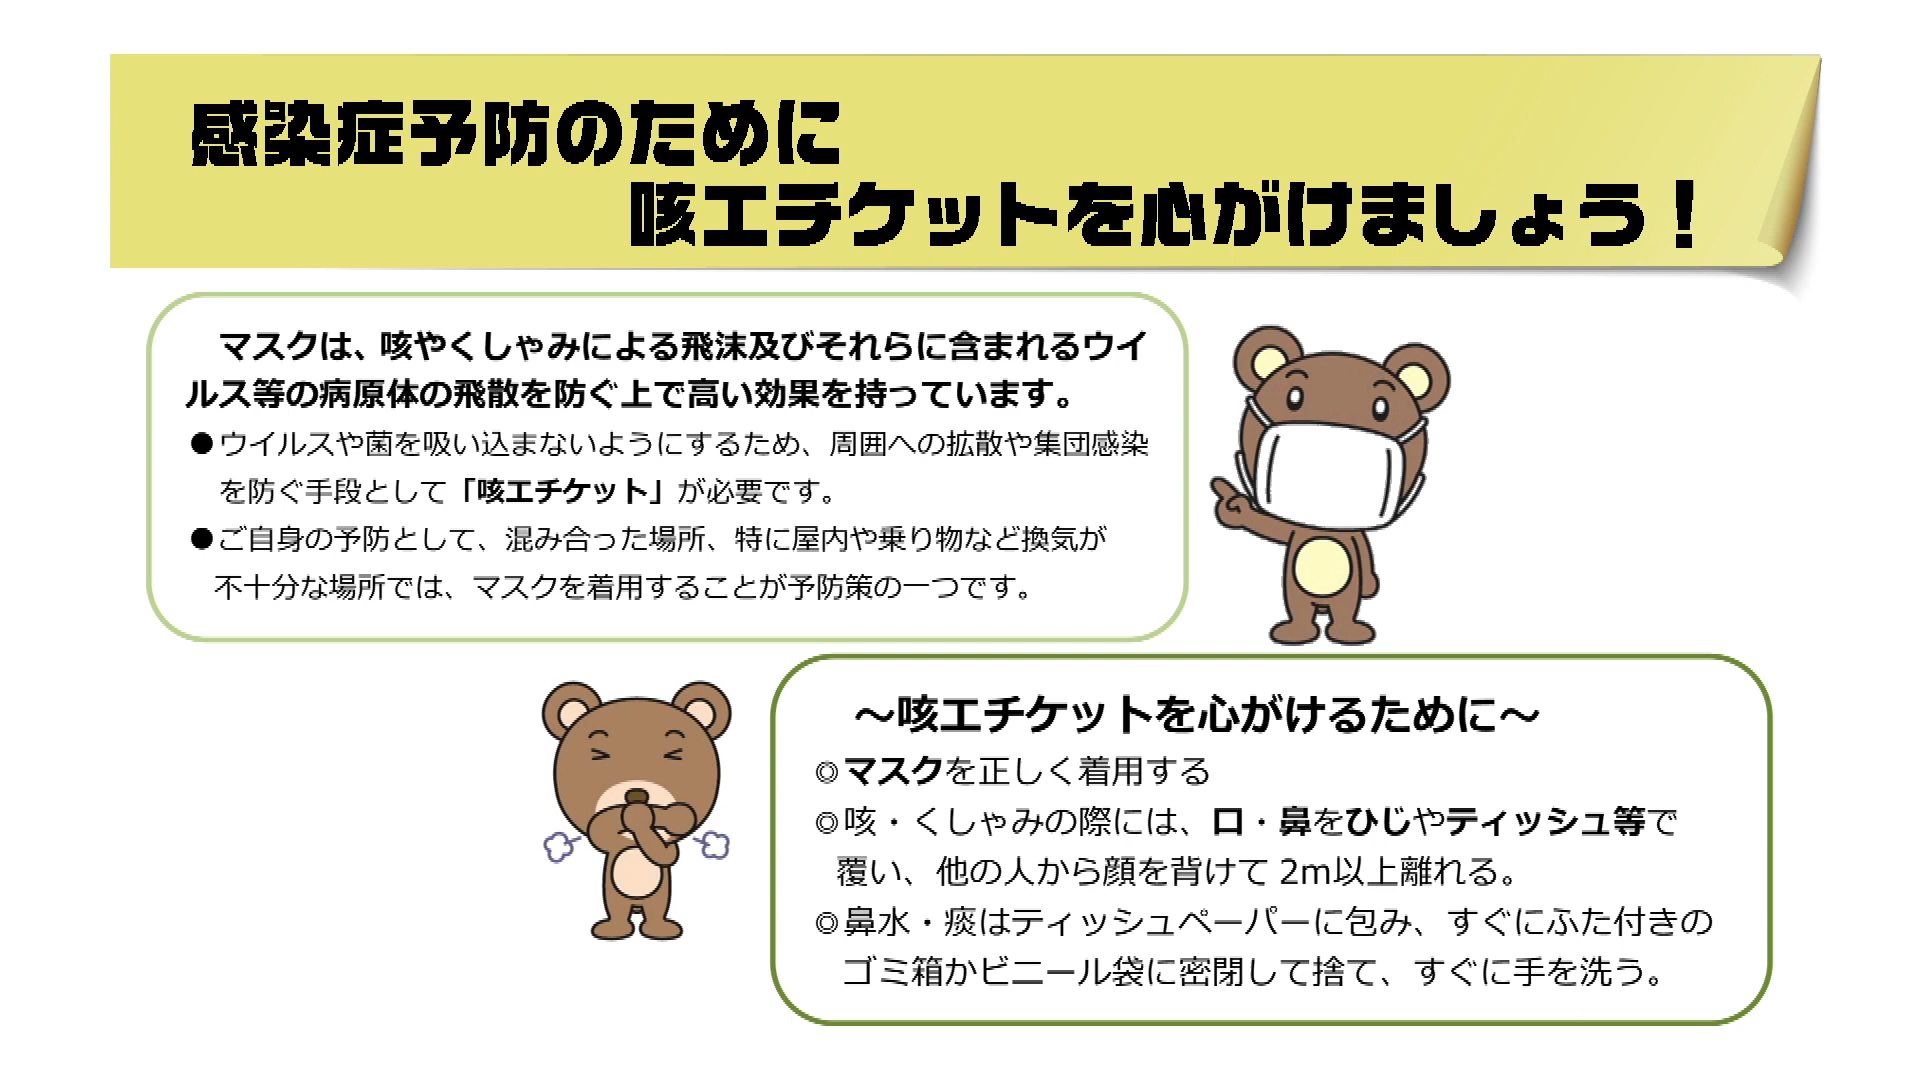 感染症予防のために
咳エチケットを心がけましょう！
マスクは、咳やくしゃみによる飛沫及びそれらに含まれるウイ
ルス等の病原体の飛散を防ぐ上で高い効果を持っています。
●ウイルスや菌を吸い込まないようにするため、周囲への拡散や集団感染
を防ぐ手段として「咳エチケット」が必要です。
●ご自身の予防として、混み合った場所、特に屋内や乗り物など換気が
不十分な場所では、マスクを着用することが予防策の一つです。
～咳エチケットを心がけるために～
◎マスクを正しく着用する
◎咳・くしゃみの際には、口・鼻をひじやティッシュ等で
覆い、他の人から顔を背けて 2m以上離れる。
◎鼻水・痰はティッシュペーパーに包み、すぐにふた付きの
ゴミ箱かビニール袋に密閉して捨て、すぐに手を洗う。